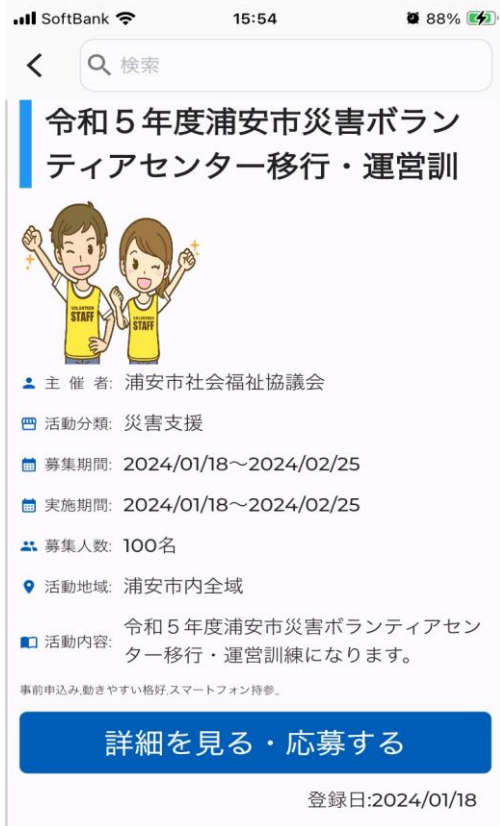 SoftBank 15:54 88%
検索
令和５年度浦安市災害ボラン
ティアセンター移行・運営訓
VOLUNTEER STAFF VOLUNTEER STAFF
主 催 者: 浦安市社会福祉協議会
活動分類: 災害支援
募集期間: 2024/01/18～2024/02/25
実施期間: 2024/01/18～2024/02/25
募集人数: 100名
活動地域: 浦安市内全域
活動内容: 令和５年度浦安市災害ボランティアセン
ター移行・運営訓練になります。
事前申込み,動きやすい格好,スマートフォン持参,,
詳細を見る・応募する
登録日:2024/01/18